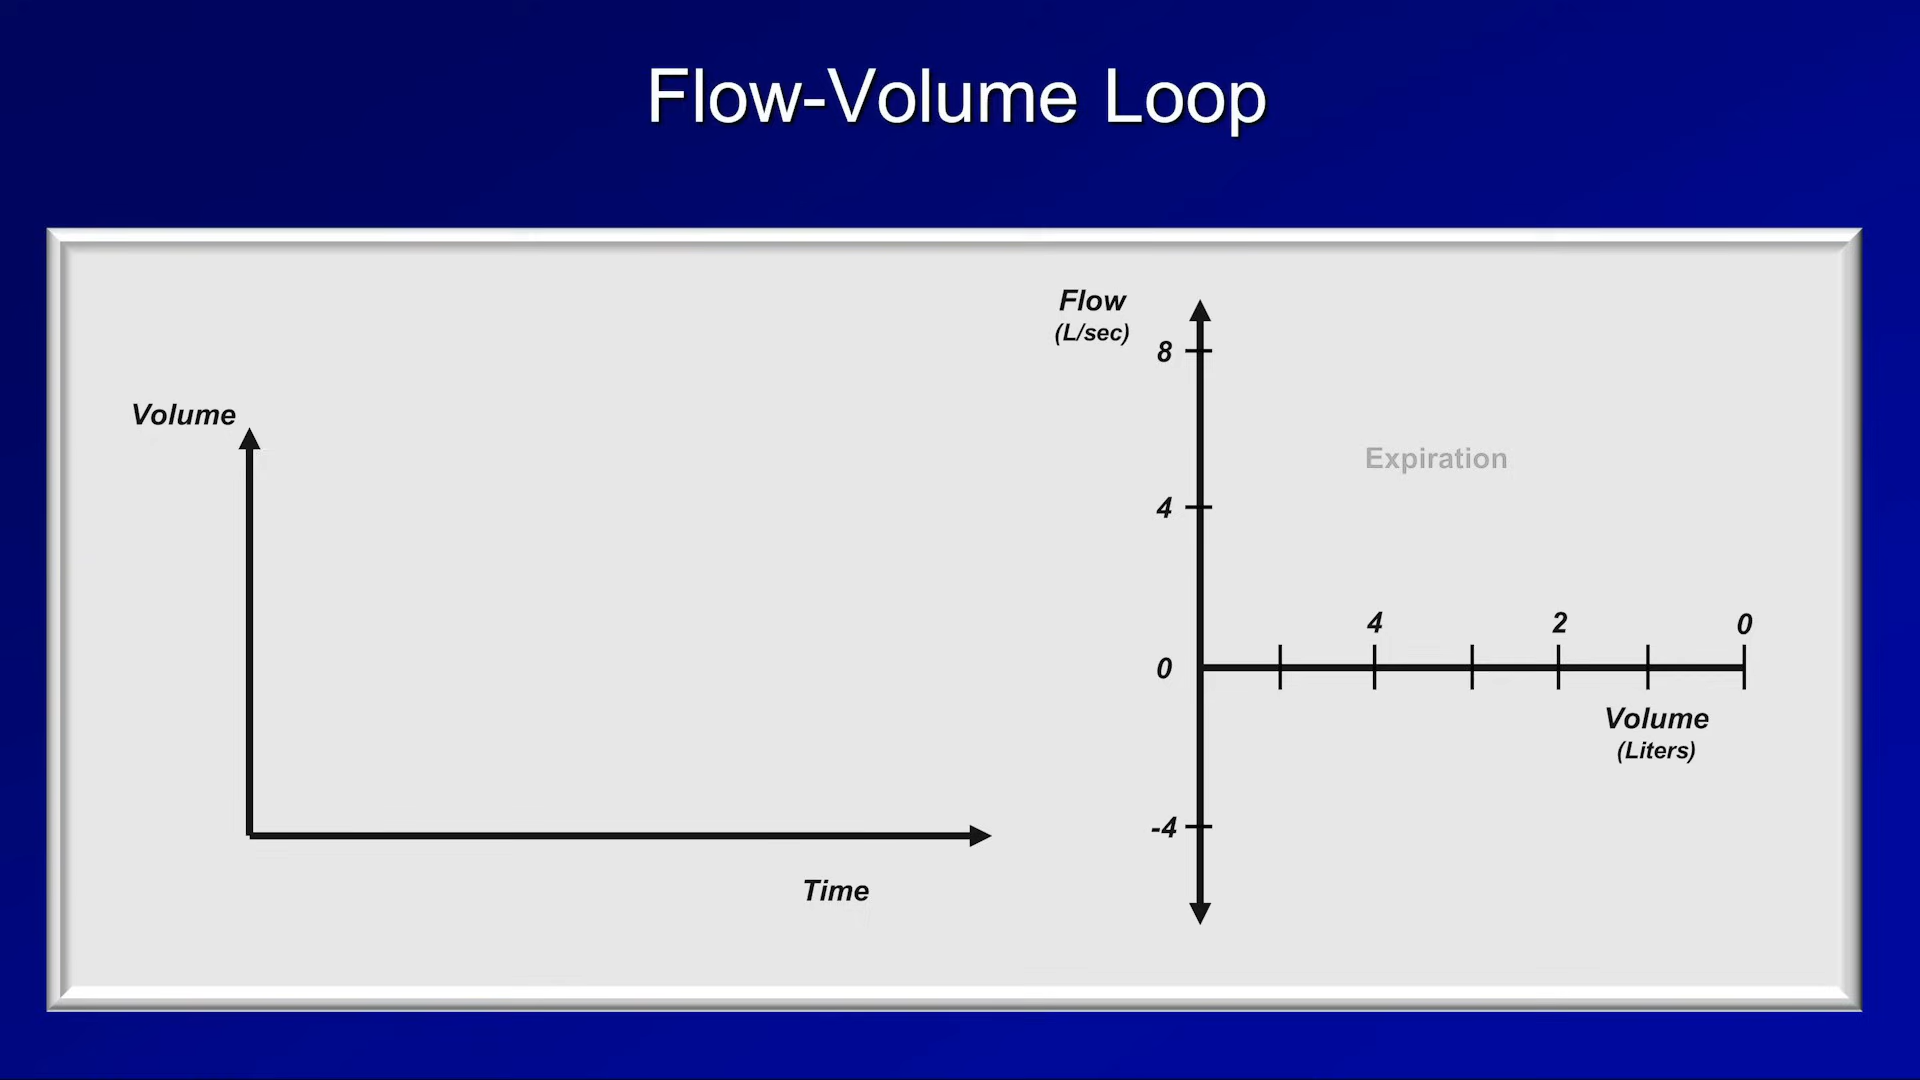 Flow-Volume Loop
Volume
Time
Flow
(L/sec)
8
4
0
-4
Expiration
4 2 0
Volume
(Liters)